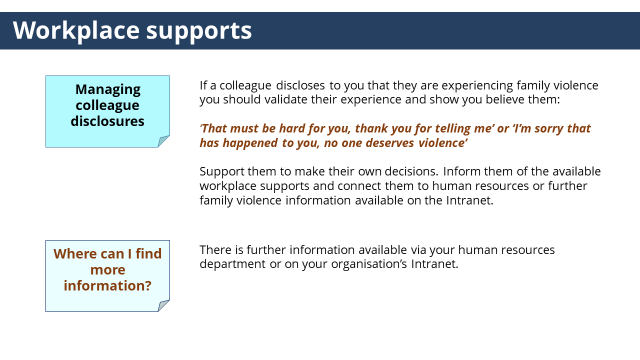 Workplace supports
Managing
colleague
disclosures
If a colleague discloses to you that they are experiencing family violence
you should validate their experience and show you believe them:
‘That must be hard for you, thank you for telling me’ or ‘I’m sorry that
has happened to you, no one deserves violence’
Support them to make their own decisions. Inform them of the available
workplace supports and connect them to human resources or further
family violence information available on the Intranet.
Where can I find
more
information?
There is further information available via your human resources
department or on your organisation’s Intranet.